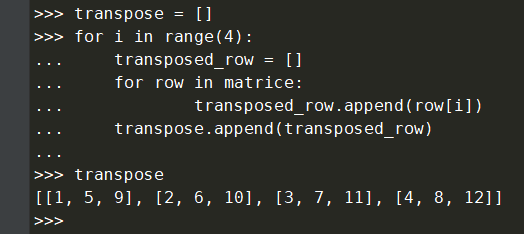 >>> transpose = []
>>> for i in range(4):
...     transposed_row = []
...     for row in matrice:
...             transposed_row.append(row[i])
...     transpose.append(transposed_row)
...
>>> transpose
[[1, 5, 9], [2, 6, 10], [3, 7, 11], [4, 8, 12]]
>>>